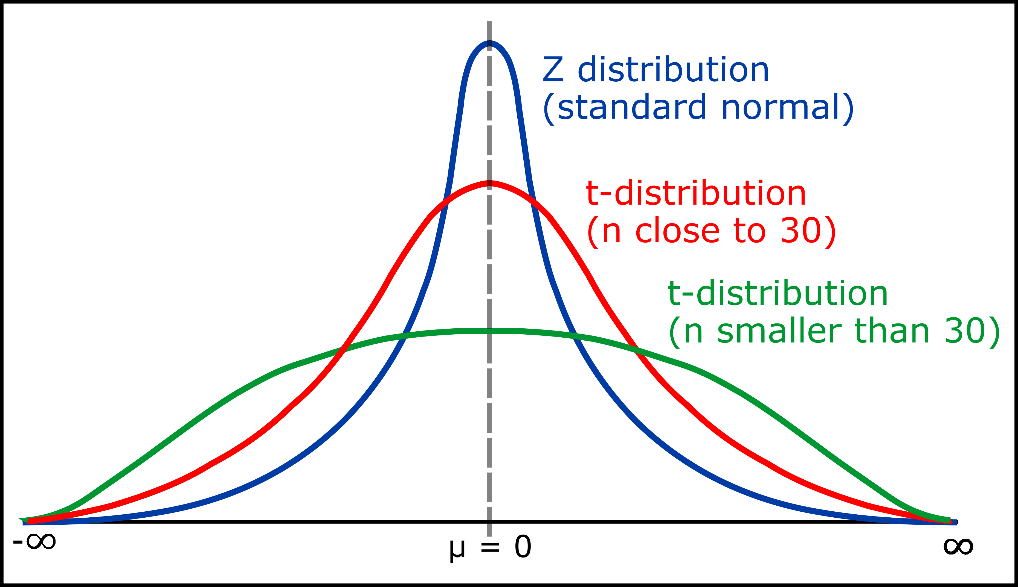 Z distribution
(standard normal)
t-distribution
(n close to 30)
t-distribution
(n smaller than 30)
-∞
μ = 0
∞